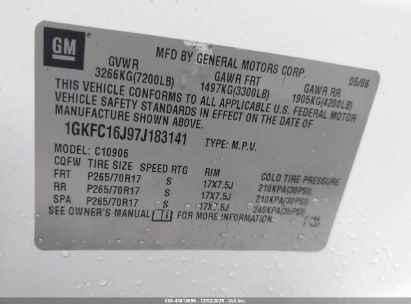 GM
MFD BY GENERAL MOTORS CORP.
GVWR GAWR FRT GAWR RR 05/06
3266KG(7200LB) 1497KG(3300LB) 1905KG(4200LB)
THIS VEHICLE CONFORMS TO ALL APPLICABLE U.S. FEDERAL MOTOR
VEHICLE SAFETY STANDARDS IN EFFECT ON THE DATE OF
MANUFACTURE SHOWN ABOVE.
1GKFC16J97J183141 TYPE: M.P.V.
MODEL: C10906
CQFW TIRE SIZE SPEED RTG RIM COLD TIRE PRESSURE
FRT P265/70R17 S 17X7.5J 210KPA(30PSI)
RR P265/70R17 S 17X7.5J 210KPA(30PSI)
SPA P265/70R17 S 17X7.5J 240KPA(35PSI)
SEE OWNER'S MANUAL FOR MORE INFORMATION.